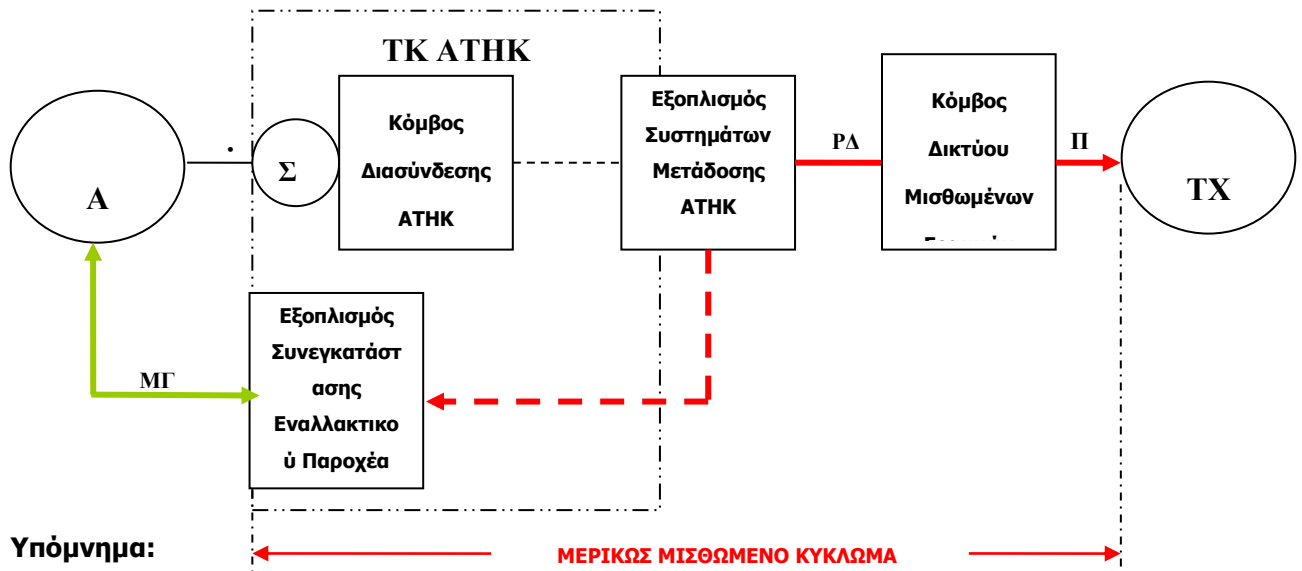 ΤΚ ΑΤΗΚ
Α
.
Σ
Κόμβος
Διασύνδεσης
ΑΤΗΚ
Εξοπλισμός
Συστημάτων
Μετάδοσης
ΑΤΗΚ
ΡΔ
Κόμβος
Δικτύου
Μισθωμένων
Π
ΤΧ
ΜΓ
Εξοπλισμός
Συνεγκατάστ
ασης
Εναλλακτικο
ύ Παροχέα
Υπόμνημα:
ΜΕΡΙΚΩΣ ΜΙΣΘΩΜΕΝΟ ΚΥΚΛΩΜΑ